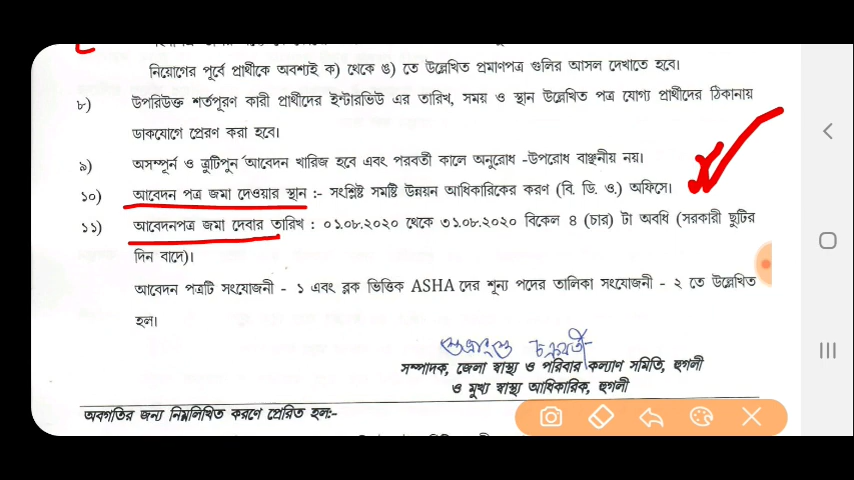 নিয়োগের পূর্বে প্রার্থীকে অবশ্যই ক) থেকে ঙ) তে উল্লেখিত প্রমাণপত্র গুলির আসল দেখাতে হবে।
৮) উপরিউক্ত শর্তপূরণ কারী প্রার্থীদের ইন্টারভিউ এর তারিখ, সময় ও স্থান উল্লেখিত পত্র যোগ্য প্রার্থীদের ঠিকানায়
ডাকযোগে প্রেরণ করা হবে।
৯) অসম্পূর্ন ও ত্রুটিপুন আবেদন খারিজ হবে এবং পরবর্তী কালে অনুরোধ -উপরোধ বাঞ্ছনীয় নয়।
১০) আবেদন পত্র জমা দেওয়ার স্থান :- সংশ্লিষ্ট সমষ্টি উন্নয়ন আধিকারিকের করণ (বি. ডি. ও.) অফিসে।
১১) আবেদনপত্র জমা দেবার তারিখ : ০১.০৮.২০২০ থেকে ৩১.০৮.২০২০ বিকেল ৪ (চার) টা অবধি (সরকারী ছুটির
দিন বাদে)।
আবেদন পত্রটি সংযোজনী - ১ এবং ব্লক ভিত্তিক ASHA দের শূন্য পদের তালিকা সংযোজনী - ২ তে উল্লেখিত
হল।
চক্রবর্তী
সম্পাদক, জেলা স্বাস্থ্য ও পরিবার কল্যাণ সমিতি, হুগলী
ও মুখ্য স্বাস্থ্য আধিকারিক, হুগলী
অবগতির জন্য নিম্নলিখিত করণে প্রেরিত হল:-